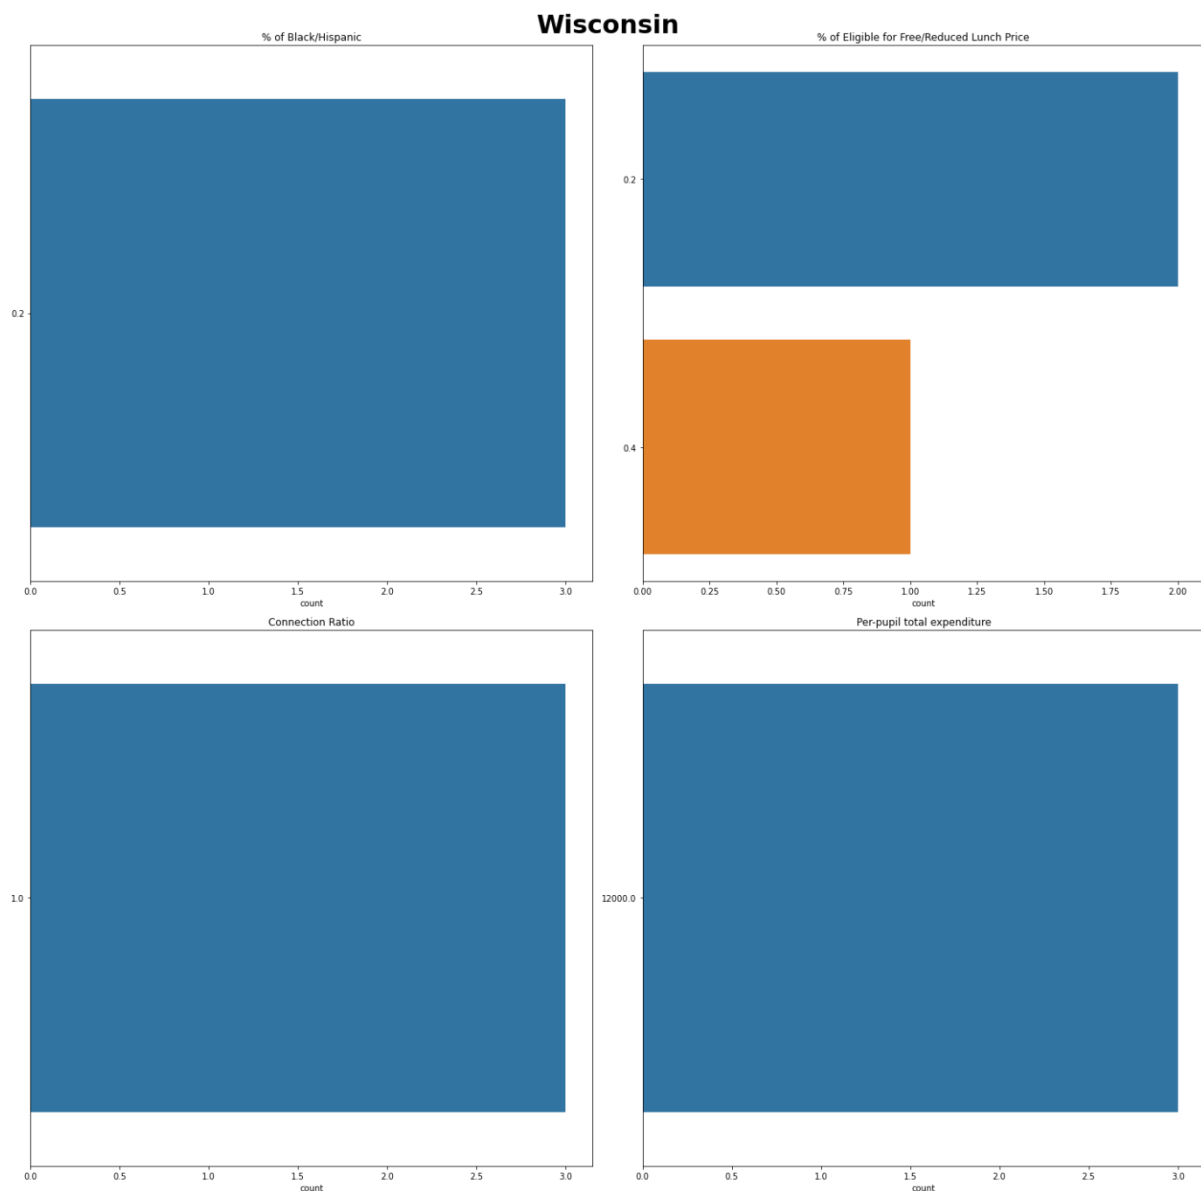 Wisconsin
% of Black/Hispanic
0.2
0.0 0.5 1.0 1.5 2.0 2.5 3.0
count
% of Eligible for Free/Reduced Lunch Price
0.2
0.4
0.00 0.25 0.50 0.75 1.00 1.25 1.50 1.75 2.00
count
Connection Ratio
1.0
0.0 0.5 1.0 1.5 2.0 2.5 3.0
count
Per-pupil total expenditure
12000.0
0.0 0.5 1.0 1.5 2.0 2.5 3.0
count